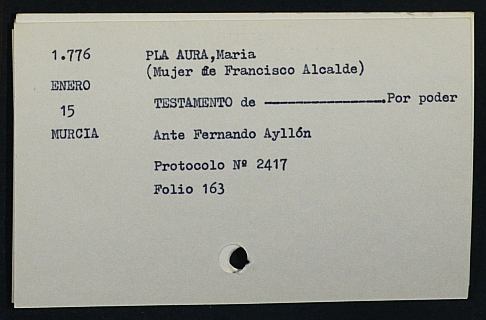 1.776 PLA AURA,Maria
(Mujer de Francisco Alcalde)
ENERO
15 TESTAMENTO de ----------------.Por poder
MURCIA Ante Fernando Ayllón
Protocolo Nº 2417
Folio 163